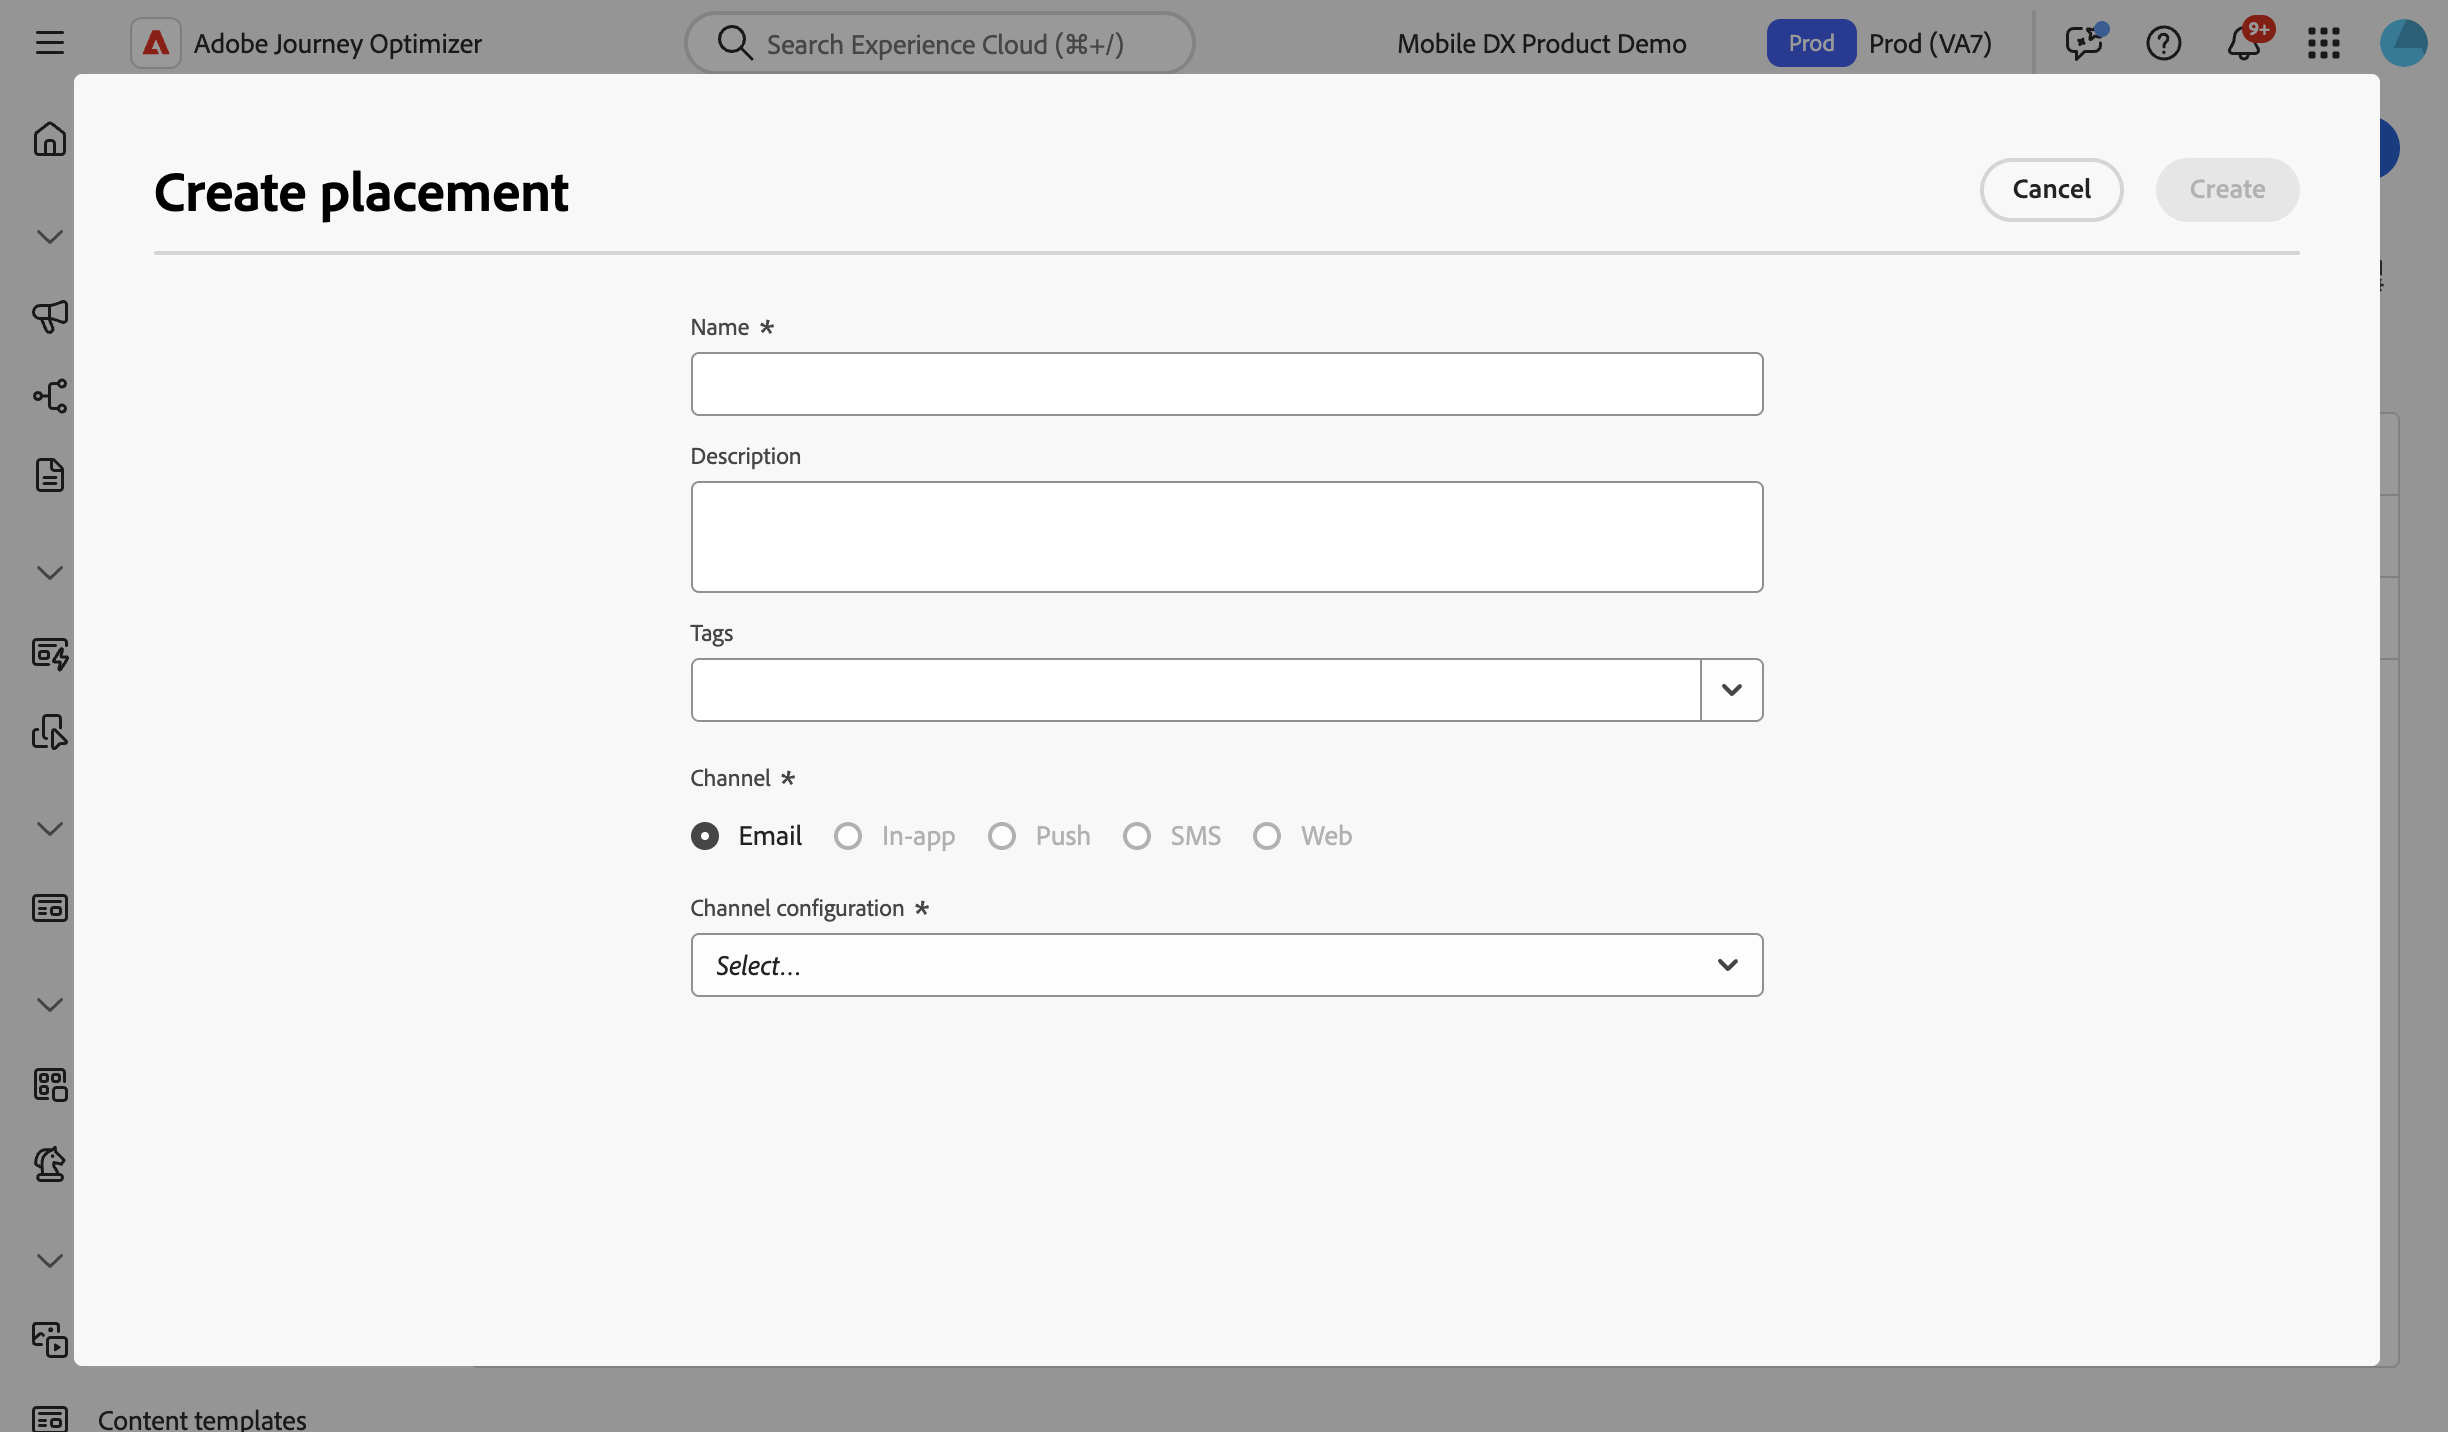 Adobe Journey Optimizer
Search Experience Cloud (⌘+/)
Mobile DX Product Demo
Prod
Prod (VA7)
9+
Create placement
Cancel
Create
Name *
Description
Tags
Channel *
Email
In-app
Push
SMS
Web
Channel configuration *
Select...
Content templates